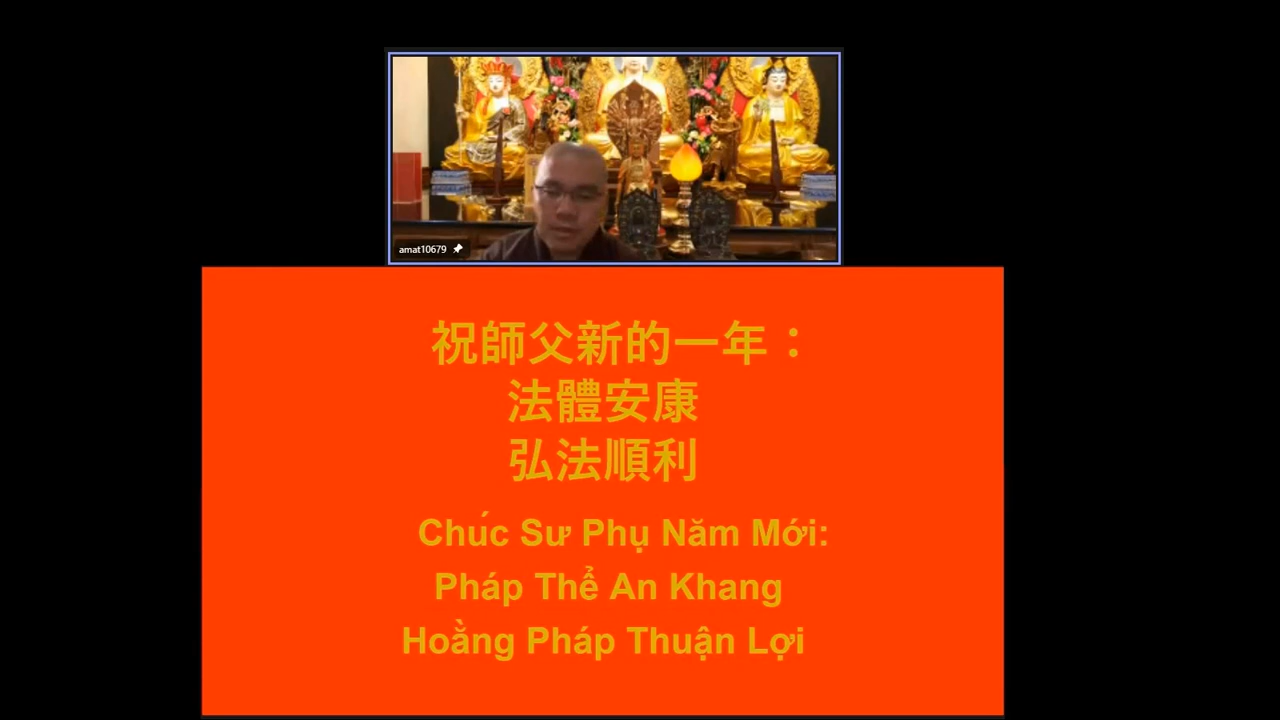 amat10679
祝師父新的一年：
法體安康
弘法順利
Chúc Sư Phụ Năm Mới:
Pháp Thể An Khang
Hoằng Pháp Thuận Lợi